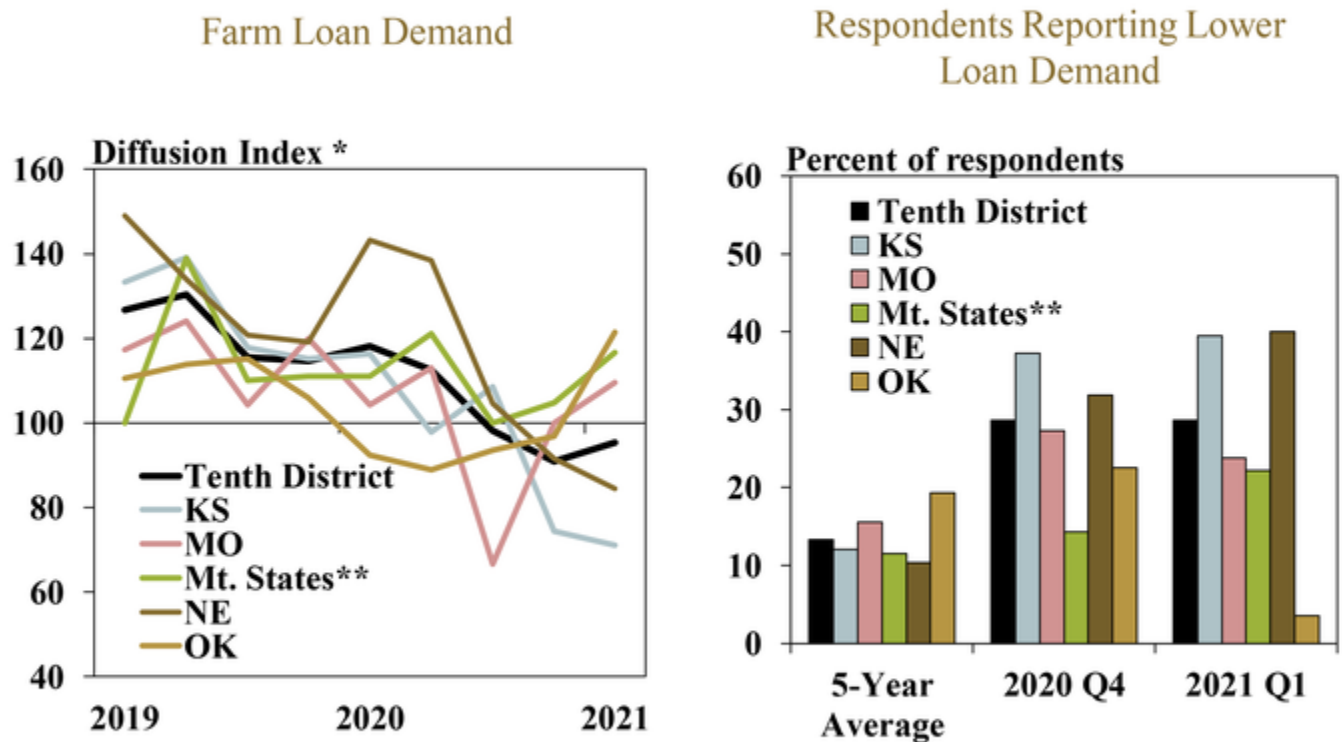 Farm Loan Demand
Diffusion Index *
160
140
120
100
80
60
40
Tenth District
KS
MO
Mt. States**
NE
OK
2019
2020
2021
Respondents Reporting Lower
Loan Demand
Percent of respondents
60
50
40
30
20
10
0
Tenth District
KS
MO
Mt. States**
NE
OK
5-Year
Average
2020 Q4
2021 Q1